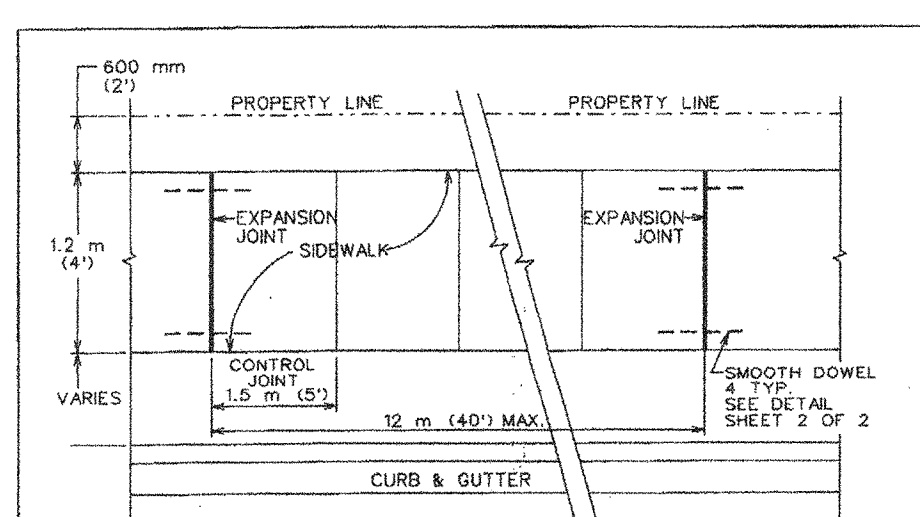 600 mm
(2')
PROPERTY LINE
PROPERTY LINE
EXPANSION
JOINT
EXPANSION
JOINT
SIDEWALK
1.2 m
(4')
CONTROL
JOINT
1.5 m (5')
VARIES
12 m (40') MAX.
SMOOTH DOWEL
4 TYP.
SEE DETAIL
SHEET 2 OF 2
CURB & GUTTER